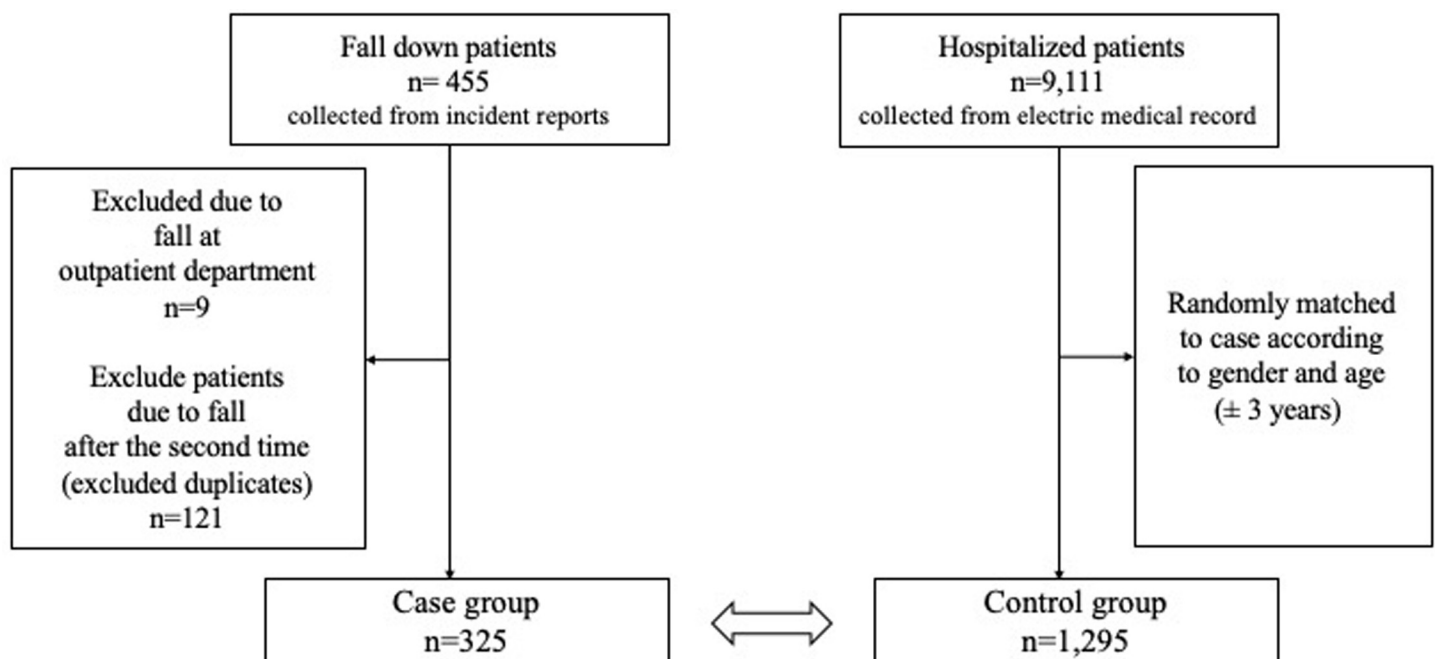 Fall down patients
n= 455
collected from incident reports
Hospitalized patients
n=9,111
collected from electric medical record
Excluded due to
fall at
outpatient department
n=9
Exclude patients
due to fall
after the second time
(excluded duplicates)
n=121
Randomly matched
to case according
to gender and age
(± 3 years)
Case group
n=325
Control group
n=1,295